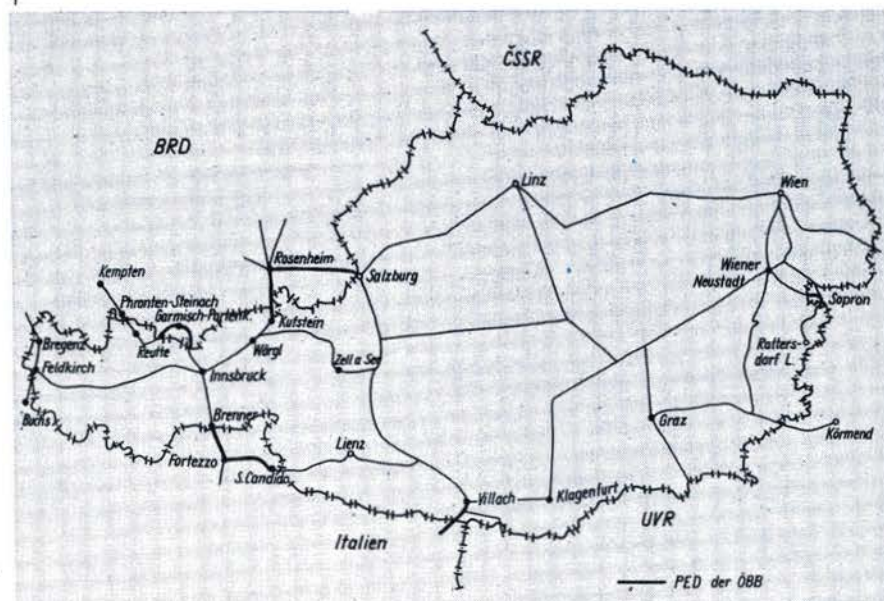 ČSSR
BRD
Linz
Wien
Rosenheim
Salzburg
Wiener
Neustadt
Sopron
Kempten
Phronten-Steinach
Garmisch-Partenk.
Kufstein
Reutte
Wörgl
Zell a See
Ratters-
dorf L.
Bregenz
Feldkirch
Innsbruck
Buchs
Brenner
Lienz
Graz
Körmend
Fortezzo
S. Candido
Villach
Klagenfurt
UVR
Italien
PED der ÖBB